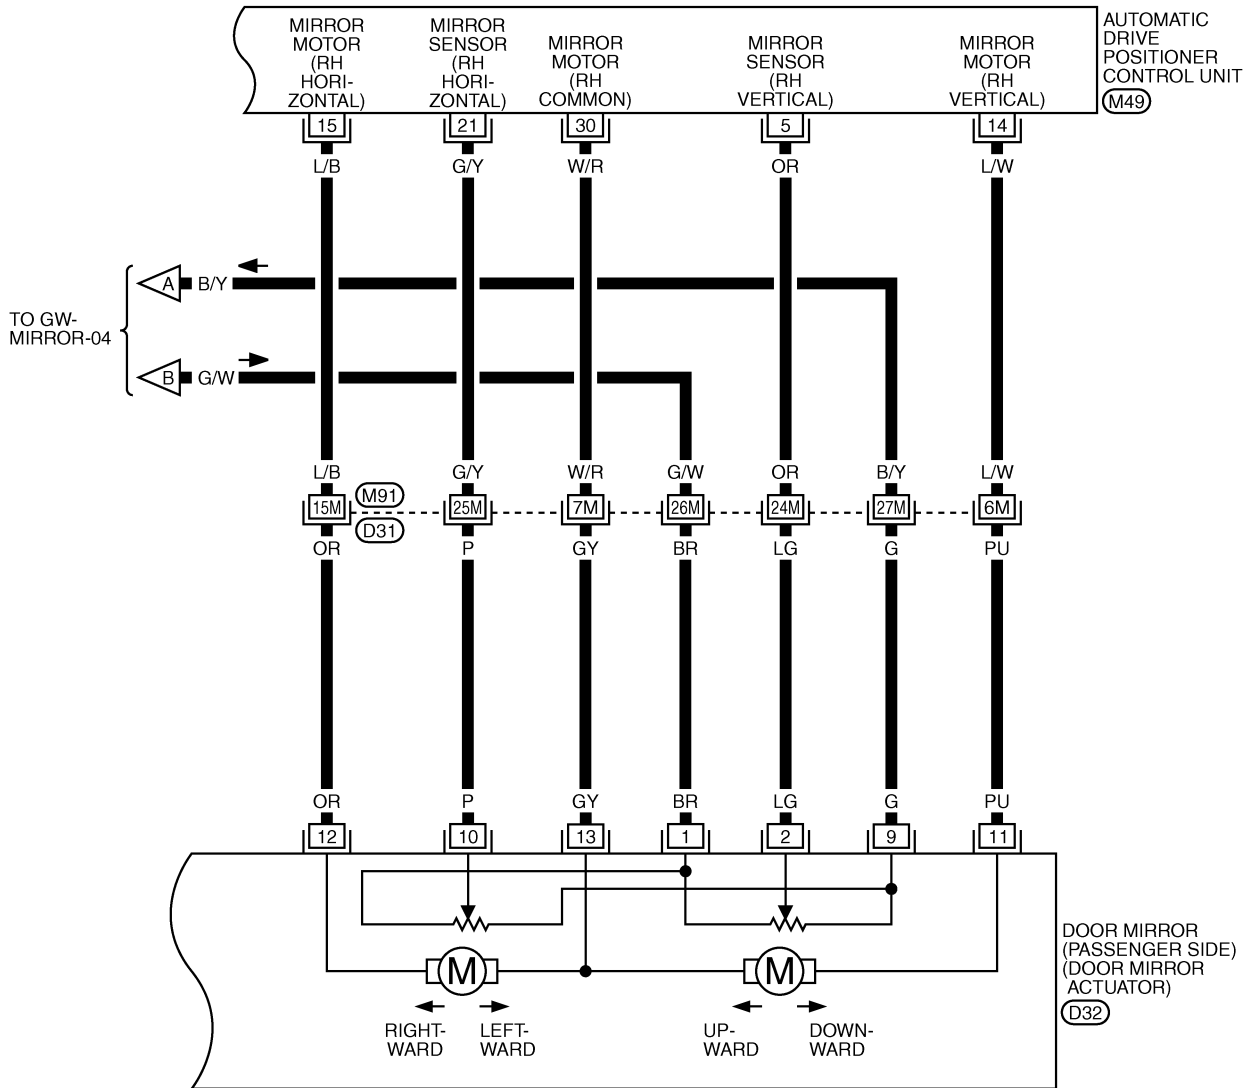 MIRROR
MOTOR
(RH
HORI-
ZONTAL)
MIRROR
SENSOR
(RH
HORI-
ZONTAL)
MIRROR
MOTOR
(RH
COMMON)
MIRROR
SENSOR
(RH
VERTICAL)
MIRROR
MOTOR
(RH
VERTICAL)
AUTOMATIC
DRIVE
POSITIONER
CONTROL UNIT
M49
15 21 30 5 14
L/B G/Y W/R OR L/W
A B/Y
TO GW-
MIRROR-04
B G/W
L/B G/Y W/R G/W OR B/Y L/W
M91
15M 25M 7M 26M 24M 27M 6M
D31
OR P GY BR LG G PU
OR P GY BR LG G PU
12 10 13 1 2 9 11
M M
RIGHT-
WARD
LEFT-
WARD
UP-
WARD
DOWN-
WARD
DOOR MIRROR
(PASSENGER SIDE)
(DOOR MIRROR
ACTUATOR)
D32